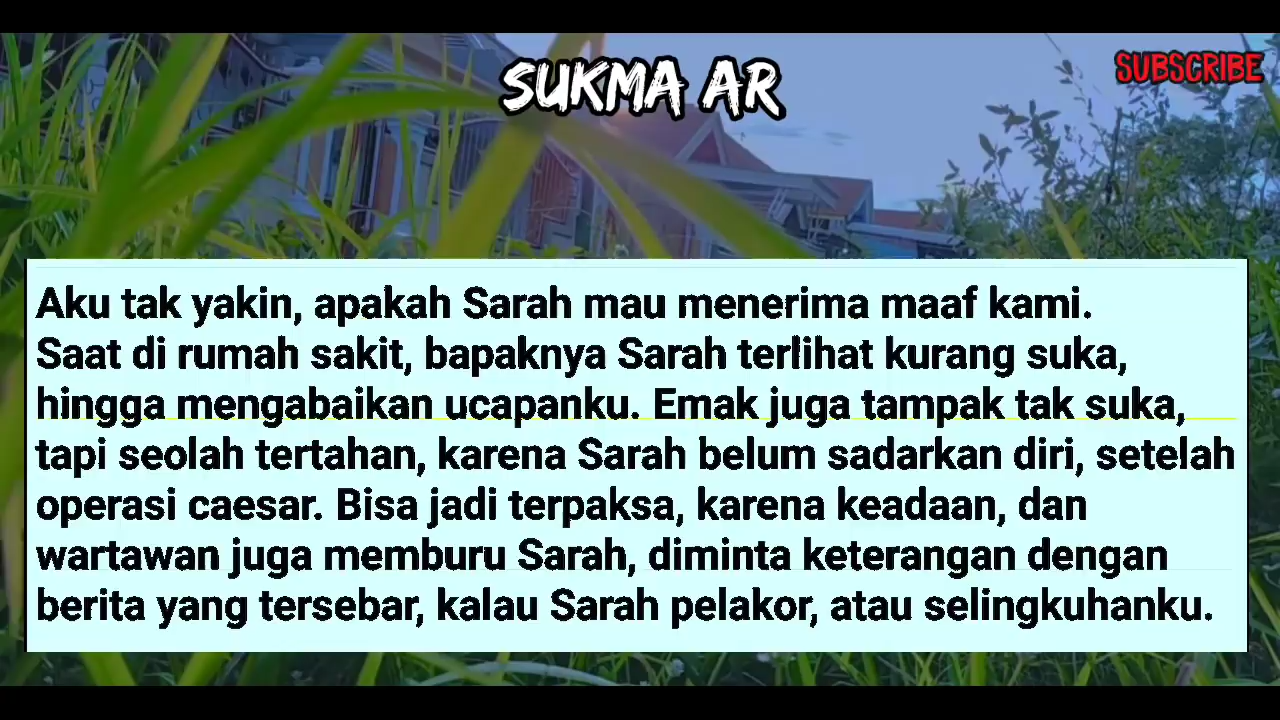 SUKMA AR
SUBSCRIBE
Aku tak yakin, apakah Sarah mau menerima maaf kami.
Saat di rumah sakit, bapaknya Sarah terlihat kurang suka,
hingga mengabaikan ucapanku. Emak juga tampak tak suka,
tapi seolah tertahan, karena Sarah belum sadarkan diri, setelah
operasi caesar. Bisa jadi terpaksa, karena keadaan, dan
wartawan juga memburu Sarah, diminta keterangan dengan
berita yang tersebar, kalau Sarah pelakor, atau selingkuhanku.